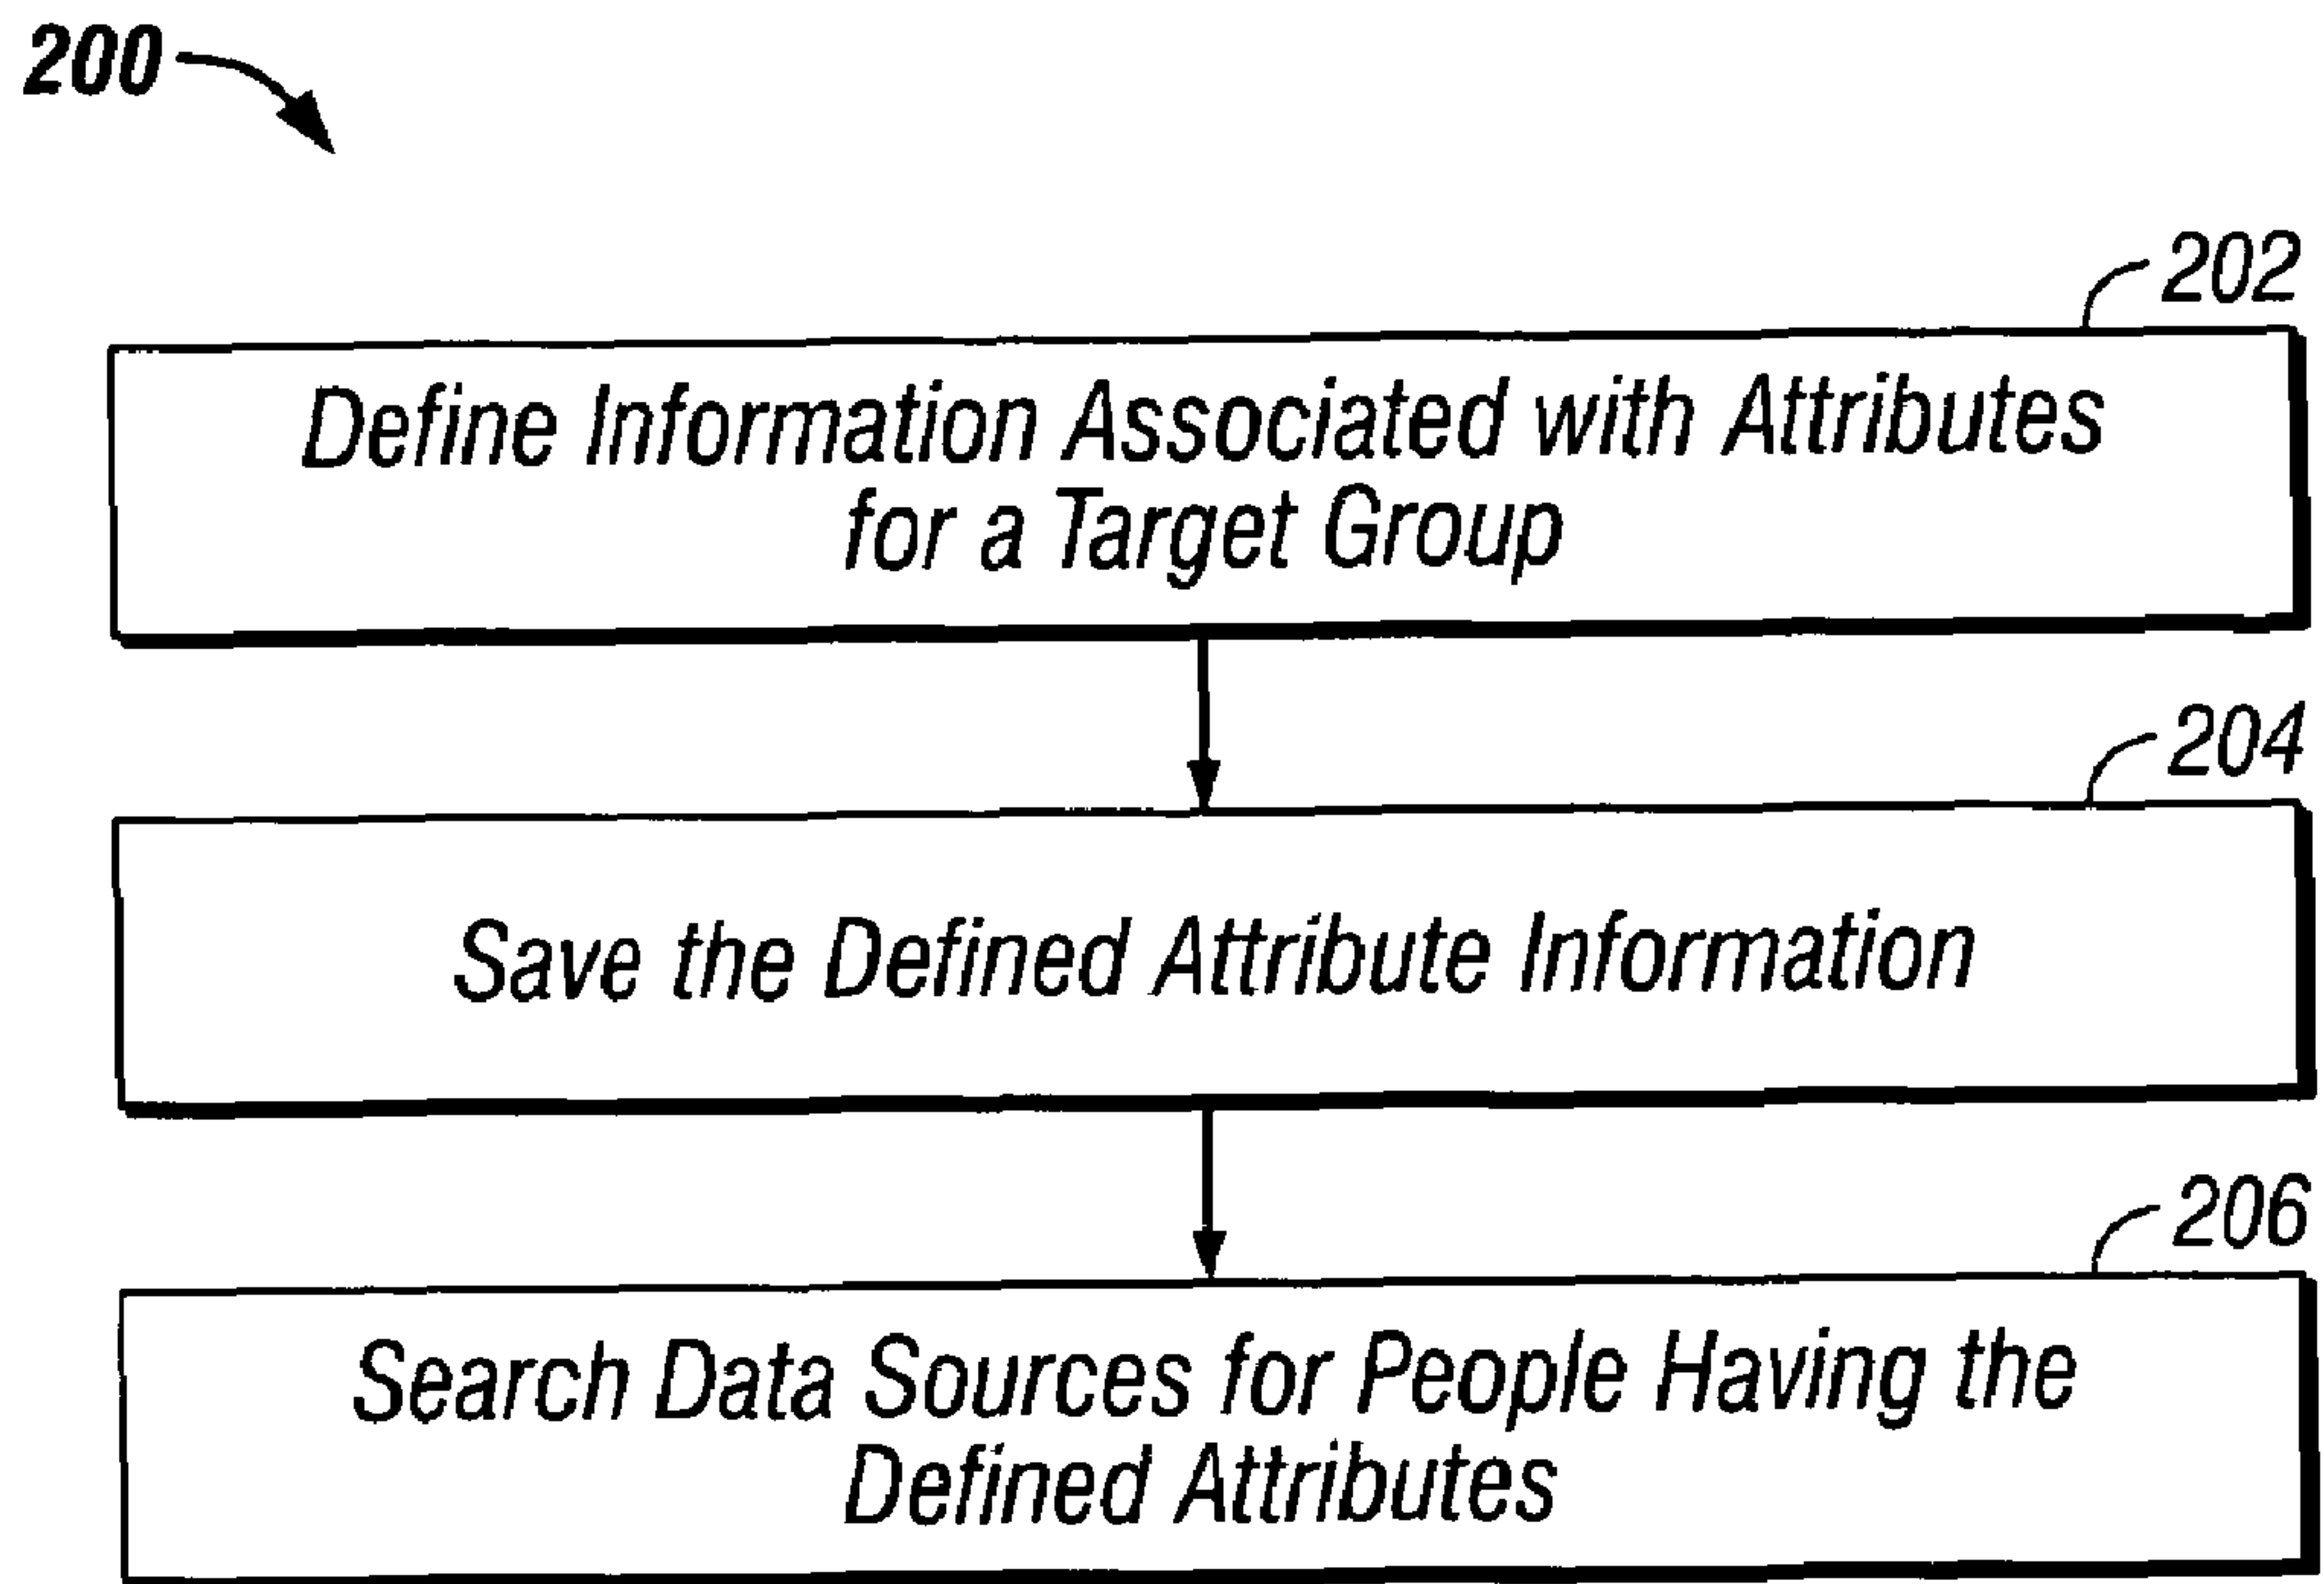 200
202
Define Information Associated with Attributes
for a Target Group
204
Save the Defined Attribute Information
206
Search Data Sources for People Having the
Defined Attributes